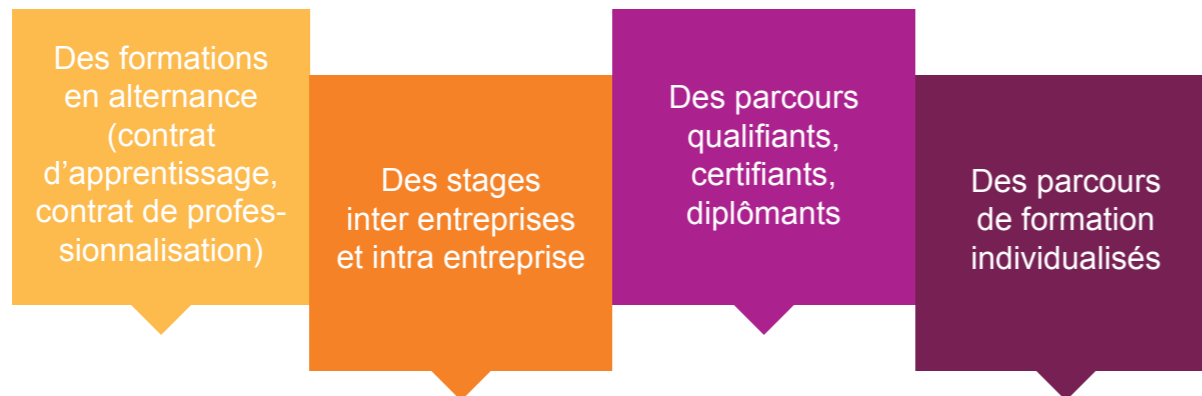 Des formations
en alternance
(contrat
d’apprentissage,
contrat de profes-
sionnalisation)
Des stages
inter entreprises
et intra entreprise
Des parcours
qualifiants,
certifiants,
diplômants
Des parcours
de formation
individualisés